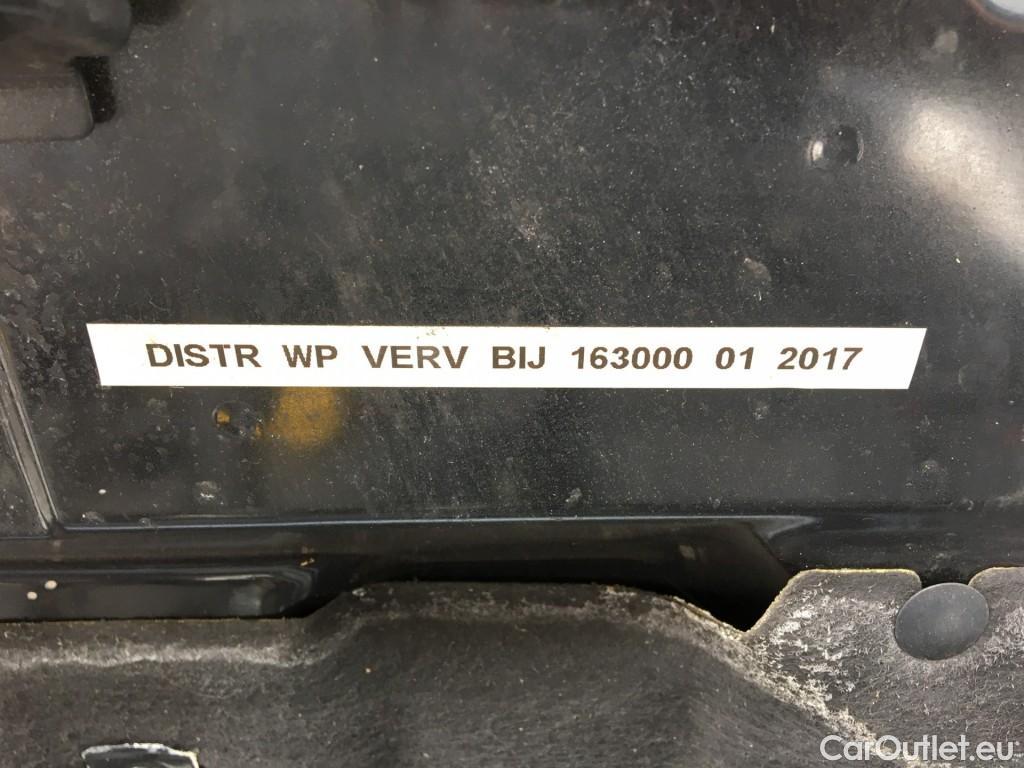 DISTR WP VERV BIJ 163000 01 2017
CarOutlet.eu